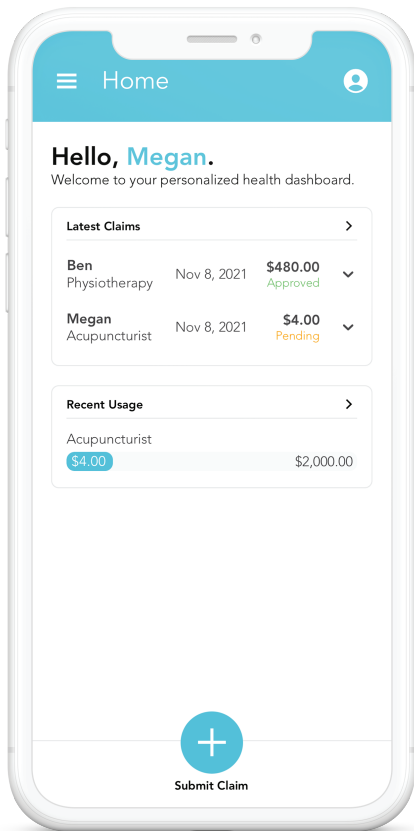 Home
Hello, Megan.
Welcome to your personalized health dashboard.
Latest Claims
Ben Nov 8, 2021 $480.00
Physiotherapy Approved
Megan Nov 8, 2021 $4.00
Acupuncturist Pending
Recent Usage
Acupuncturist
$4.00 $2,000.00
Submit Claim